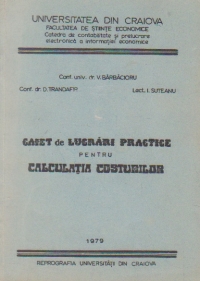 UNIVERSITATEA DIN CRAIOVA
FACULTATEA DE ŞTIINŢE ECONOMICE
Catedra de contabilitate şi prelucrare
electronică a informaţiei economice
Conf. univ. dr. V. BĂRBĂCIORU
Conf. dr. D. TRANDAFIR Lect. I. SUTEANU
CAIET de LUCRĂRI PRACTICE
PENTRU
CALCULAŢIA COSTURILOR
1979
REPROGRAFIA UNIVERSITĂŢII DIN CRAIOVA